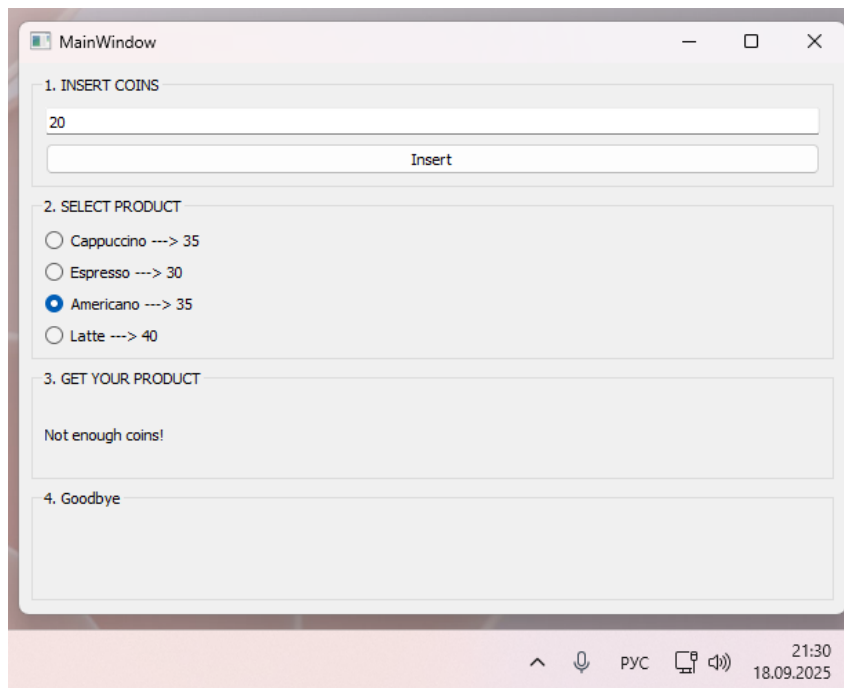 MainWindow
1. INSERT COINS
20
Insert
2. SELECT PRODUCT
Cappuccino ---> 35
Espresso ---> 30
Americano ---> 35
Latte ---> 40
3. GET YOUR PRODUCT
Not enough coins!
4. Goodbye
РУС
21:30
18.09.2025